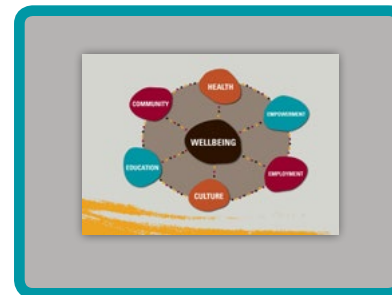 HEALTH
COMMUNITY
EMPOWERMENT
WELLBEING
EDUCATION
EMPLOYMENT
CULTURE